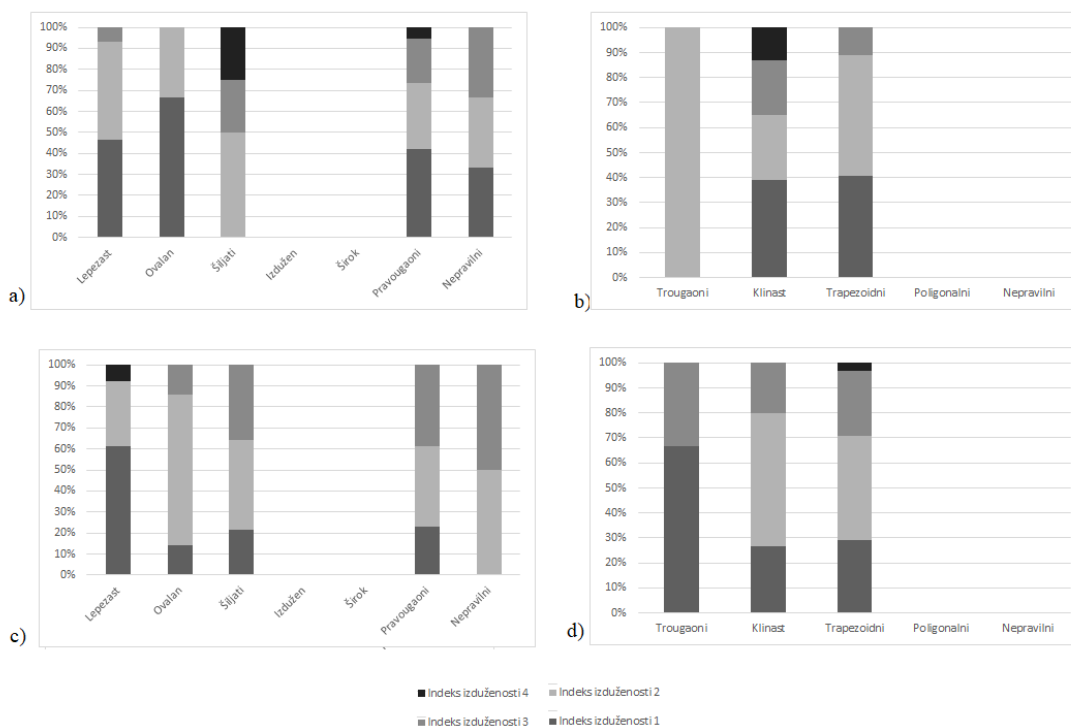 100%
90%
80%
70%
60%
50%
40%
30%
20%
10%
0%
Lepezast
Ovalan
Šiljati
Izdužen
Širok
Pravougaoni
Nepravilni
a)
100%
90%
80%
70%
60%
50%
40%
30%
20%
10%
0%
Trougaoni Klinast Trapezoidni Poligonalni Nepravilni
b)
100%
90%
80%
70%
60%
50%
40%
30%
20%
10%
0%
Lepezast
Ovalan
Šiljati
Izdužen
Širok
Pravougaoni
Nepravilni
c)
100%
90%
80%
70%
60%
50%
40%
30%
20%
10%
0%
Trougaoni Klinast Trapezoidni Poligonalni Nepravilni
d)
Indeks izduženosti 4 Indeks izduženosti 2
Indeks izduženosti 3 Indeks izduženosti 1